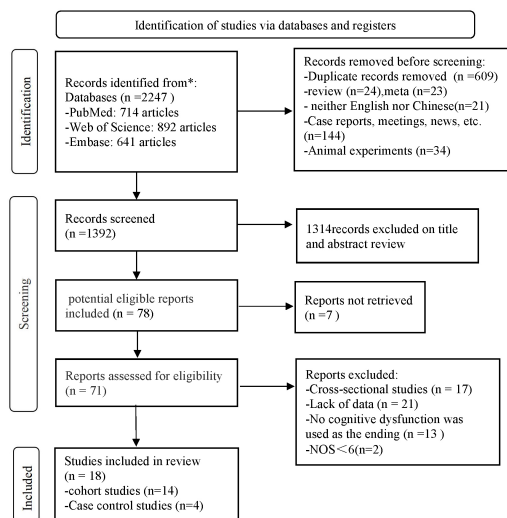 Identification of studies via databases and registers
Identification
Records identified from*:
Databases (n =2247 )
-PubMed: 714 articles
-Web of Science: 892 articles
-Embase: 641 articles
Records removed before screening:
-Duplicate records removed (n =609)
-review (n=24),meta (n=23)
- neither English nor Chinese(n=21)
-Case reports, meetings, news, etc.
(n=144)
-Animal experiments (n=34)
Screening
Records screened
(n =1392)
1314records excluded on title
and abstract review
potential eligible reports
included (n = 78)
Reports not retrieved
(n =7 )
Reports assessed for eligibility
(n = 71)
Reports excluded:
-Cross-sectional studies (n = 17)
-Lack of data (n = 21)
-No cognitive dysfunction was
used as the ending (n =13 )
-NOS＜6(n=2)
Included
Studies included in review
(n = 18)
-cohort studies (n=14)
-Case control studies (n=4)